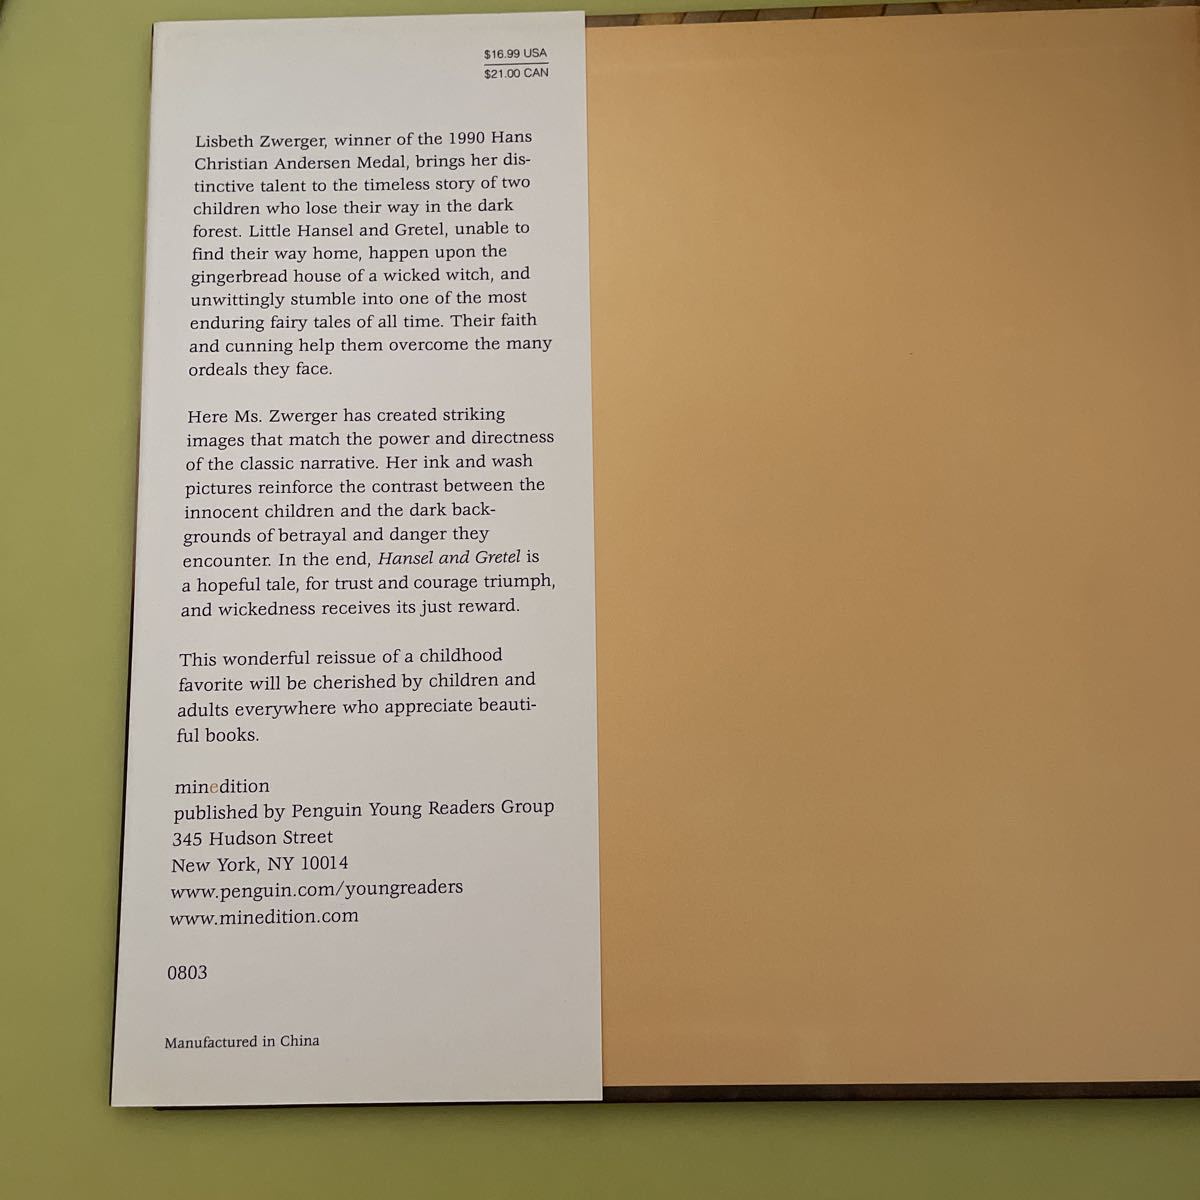 $16.99 USA
$21.00 CAN
Lisbeth Zwerger, winner of the 1990 Hans
Christian Andersen Medal, brings her dis-
tinctive talent to the timeless story of two
children who lose their way in the dark
forest. Little Hansel and Gretel, unable to
find their way home, happen upon the
gingerbread house of a wicked witch, and
unwittingly stumble into one of the most
enduring fairy tales of all time. Their faith
and cunning help them overcome the many
ordeals they face.
Here Ms. Zwerger has created striking
images that match the power and directness
of the classic narrative. Her ink and wash
pictures reinforce the contrast between the
innocent children and the dark back-
grounds of betrayal and danger they
encounter. In the end, Hansel and Gretel is
a hopeful tale, for trust and courage triumph,
and wickedness receives its just reward.
This wonderful reissue of a childhood
favorite will be cherished by children and
adults everywhere who appreciate beauti-
ful books.
minedition
published by Penguin Young Readers Group
345 Hudson Street
New York, NY 10014
www.penguin.com/youngreaders
www.minedition.com
0803
Manufactured in China